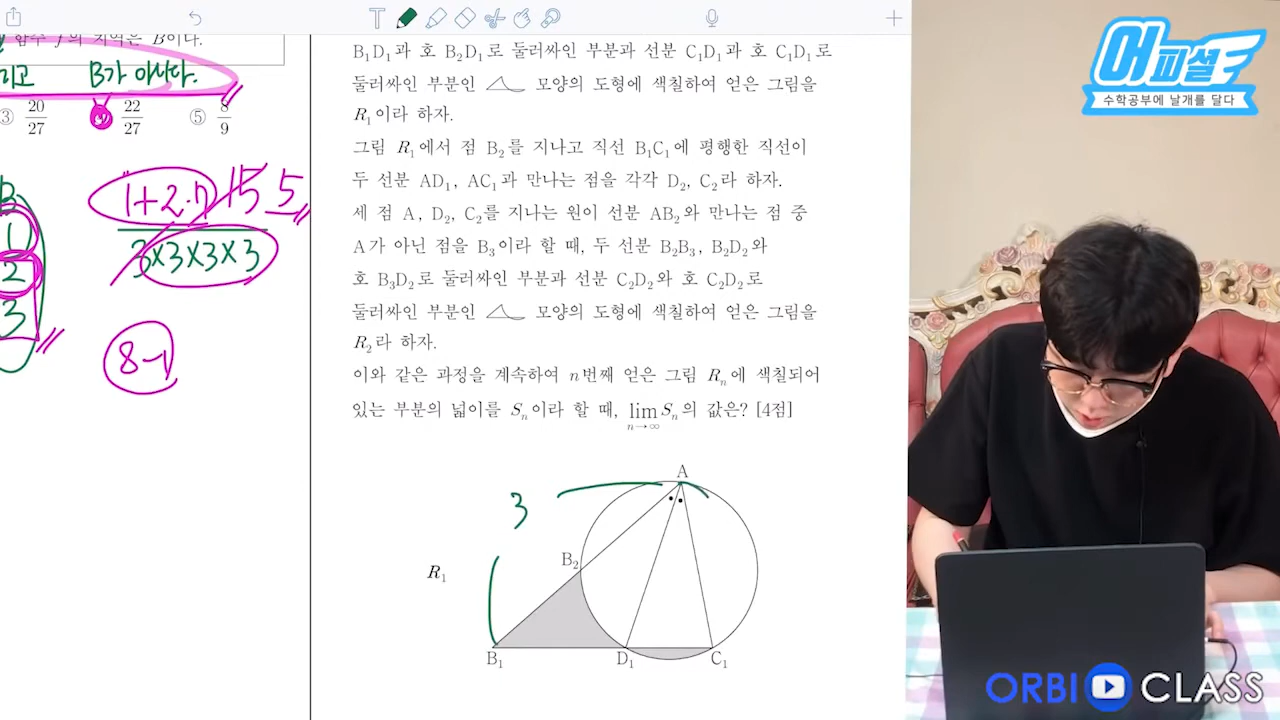 함수 f의 치역은 B이다.
B가 아니다.
③ 20/27
22/27
⑤ 8/9
1+2·7
15
5
3×3×3×3
1
2
3
8-1
B₁D₁과 호 B₂D₁로 둘러싸인 부분과 선분 C₁D₁과 호 C₁D₁로
둘러싸인 부분인 모양의 도형에 색칠하여 얻은 그림을
R₁이라 하자.
그림 R₁에서 점 B₂를 지나고 직선 B₁C₁에 평행한 직선이
두 선분 AD₁, AC₁과 만나는 점을 각각 D₂, C₂라 하자.
세 점 A, D₂, C₂를 지나는 원이 선분 AB₂와 만나는 점 중
A가 아닌 점을 B₃이라 할 때, 두 선분 B₂B₃, B₂D₂와
호 B₃D₂로 둘러싸인 부분과 선분 C₂D₂와 호 C₂D₂로
둘러싸인 부분인 모양의 도형에 색칠하여 얻은 그림을
R₂라 하자.
이와 같은 과정을 계속하여 n번째 얻은 그림 Rₙ에 색칠되어
있는 부분의 넓이를 Sₙ이라 할 때, lim n→∞ Sₙ의 값은? [4점]
A
3
B₂
R₁
B₁
D₁
C₁
어피셜
수학공부에 날개를 달다
ORBI CLASS